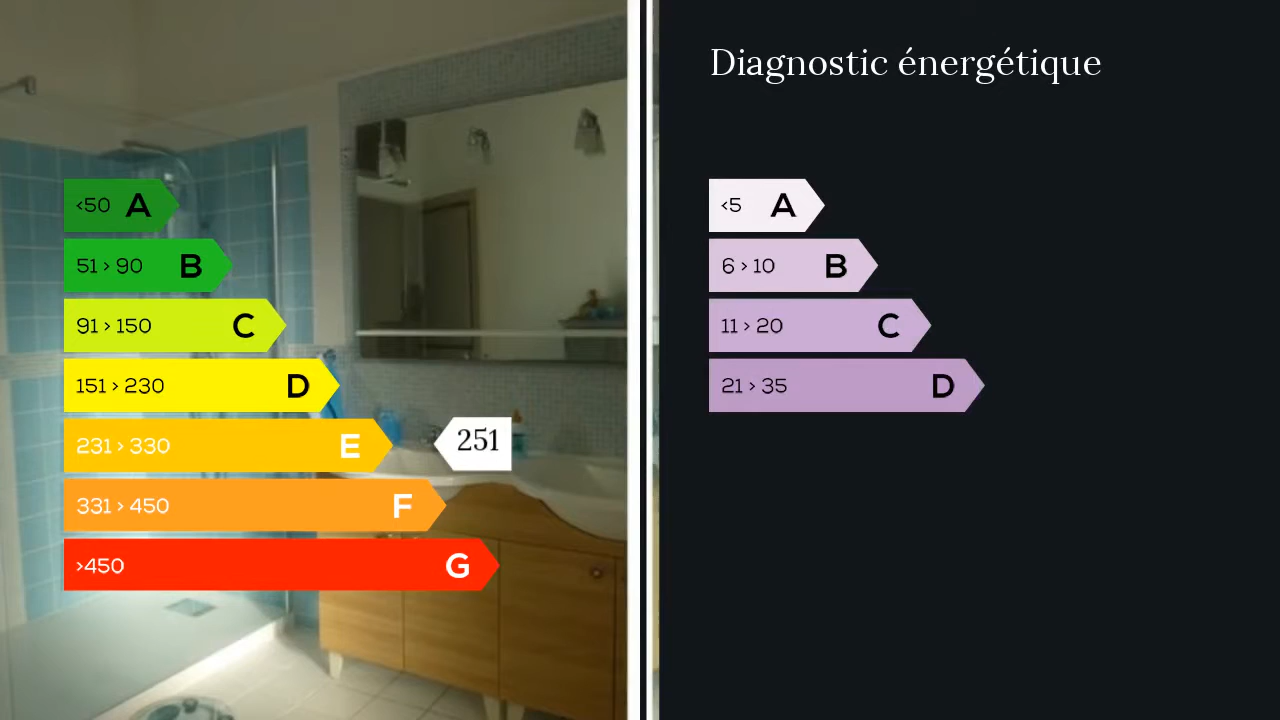 Diagnostic énergétique
<50 A
51 > 90 B
91 > 150 C
151 > 230 D
231 > 330 E
251
331 > 450 F
>450 G
<5 A
6 > 10 B
11 > 20 C
21 > 35 D